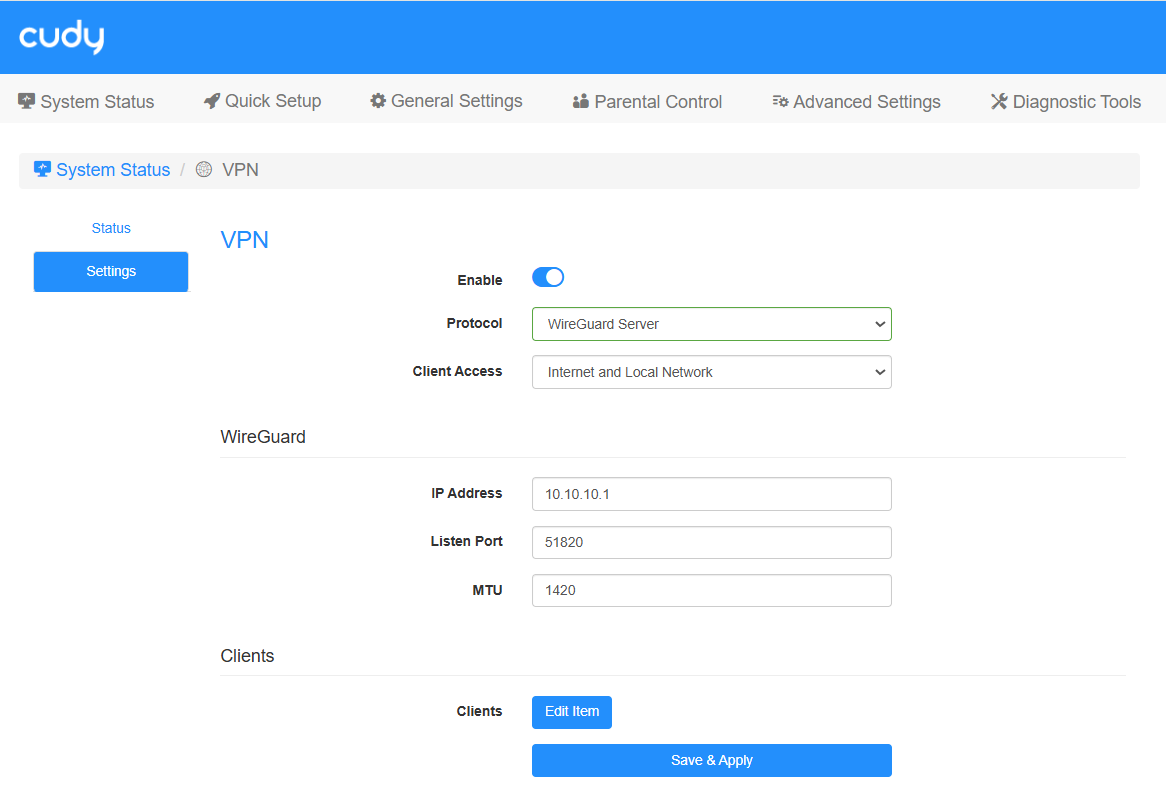 cudy
System Status Quick Setup General Settings Parental Control Advanced Settings Diagnostic Tools
System Status / VPN
Status
Settings
VPN
Enable
Protocol WireGuard Server
Client Access Internet and Local Network
WireGuard
IP Address 10.10.10.1
Listen Port 51820
MTU 1420
Clients
Clients Edit Item
Save & Apply